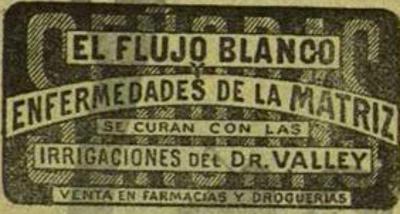 SEÑORAS
EL FLUJO BLANCO
Y
ENFERMEDADES DE LA MATRIZ
SE CURAN CON LAS
IRRIGACIONES DEL DR. VALLEY
VENTA EN FARMACIAS Y DROGUERIAS